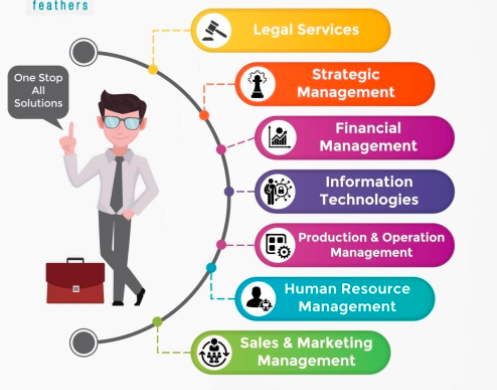 feathers
Legal Services
One Stop
All
Solutions
Strategic
Management
Financial
Management
Information
Technologies
Production & Operation
Management
Human Resource
Management
Sales & Marketing
Management